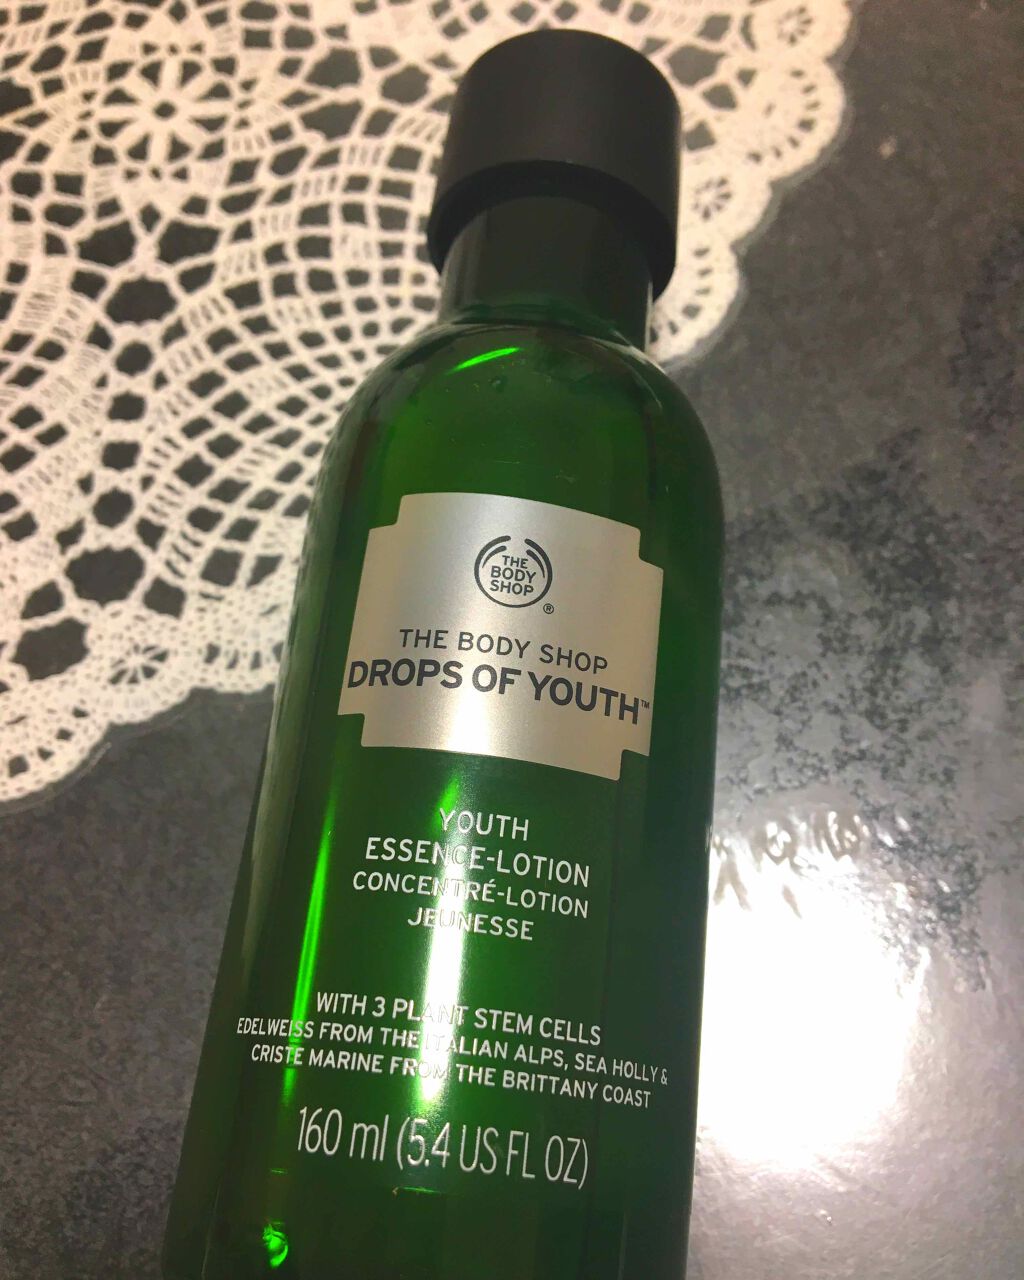 THE
BODY
SHOP
®
THE BODY SHOP
DROPS OF YOUTH™
YOUTH
ESSENCE-LOTION
CONCENTRÉ-LOTION
JEUNESSE
WITH 3 PLANT STEM CELLS
EDELWEISS FROM THE ITALIAN ALPS, SEA HOLLY &
CRISTE MARINE FROM THE BRITTANY COAST
160 ml (5.4 US FL OZ)